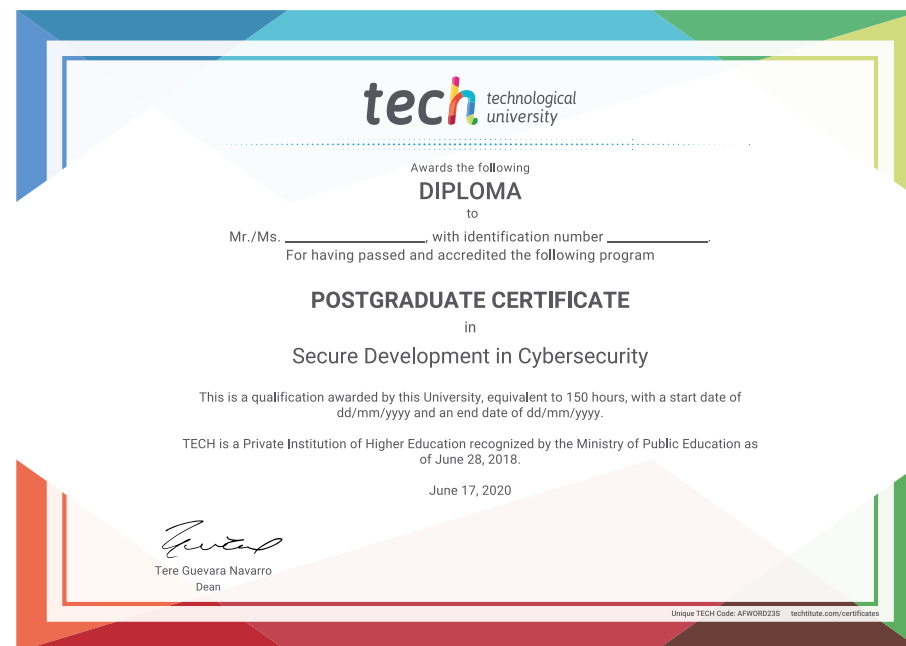 tech technological
university
Awards the following
DIPLOMA
to
Mr./Ms. ____________________, with identification number ______________.
For having passed and accredited the following program
POSTGRADUATE CERTIFICATE
in
Secure Development in Cybersecurity
This is a qualification awarded by this University, equivalent to 150 hours, with a start date of
dd/mm/yyyy and an end date of dd/mm/yyyy.
TECH is a Private Institution of Higher Education recognized by the Ministry of Public Education as
of June 28, 2018.
June 17, 2020
Tere Guevara Navarro
Dean
Unique TECH Code: AFWORD23S techtitute.com/certificates